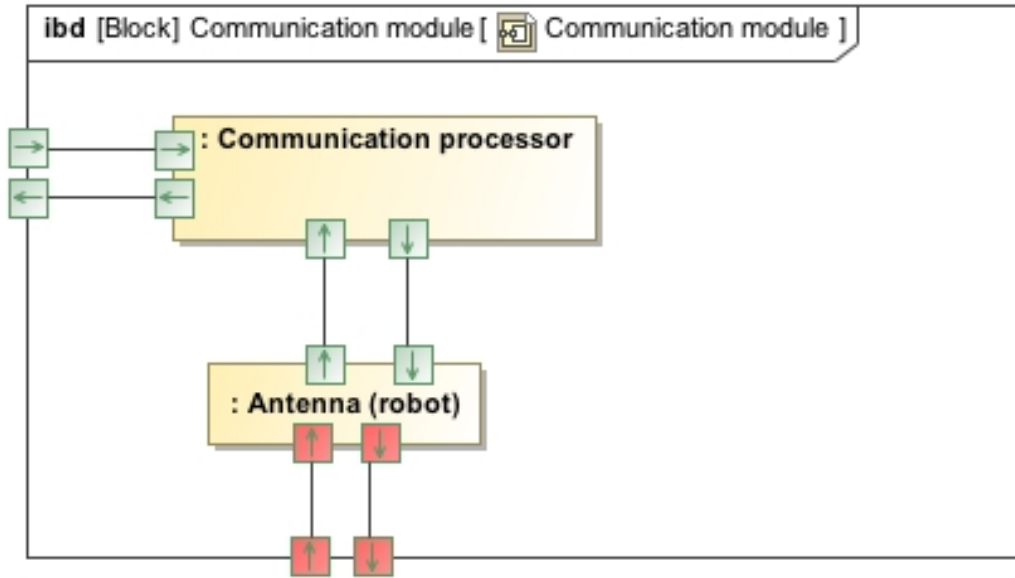 ibd [Block] Communication module [ Communication module ]
: Communication processor
: Antenna (robot)